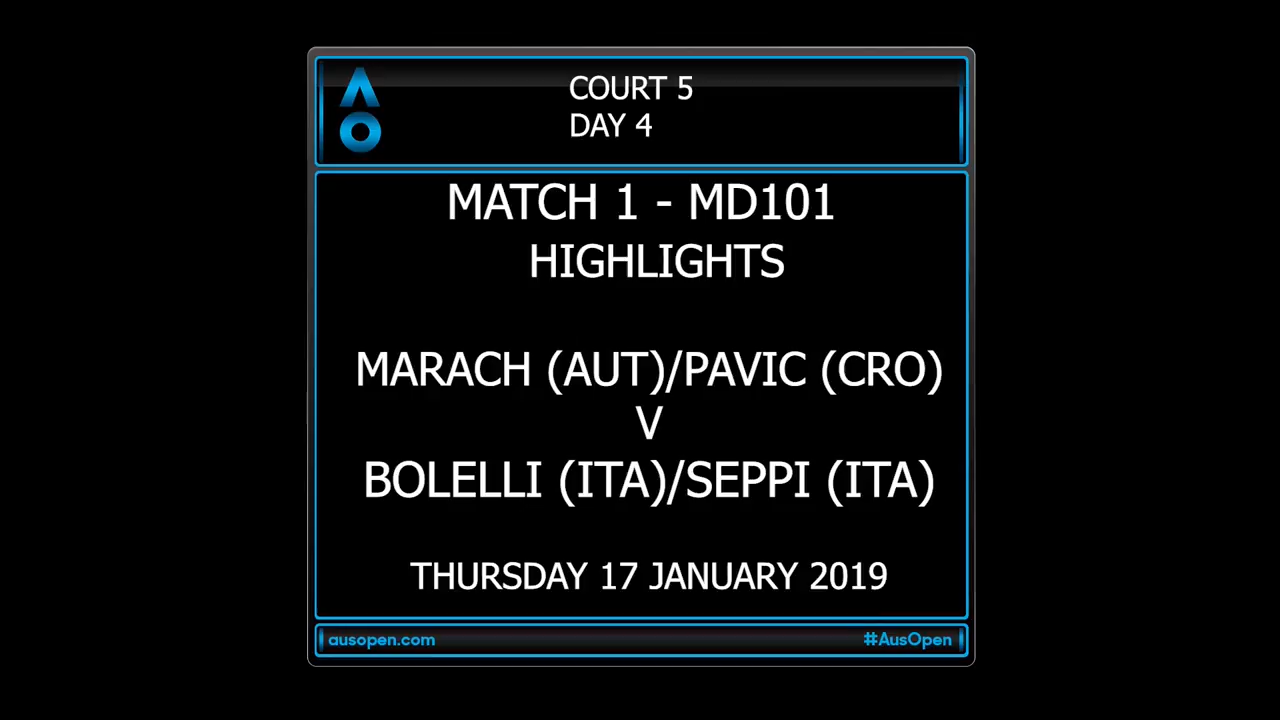 AO
COURT 5
DAY 4
MATCH 1 - MD101
HIGHLIGHTS
MARACH (AUT)/PAVIC (CRO)
V
BOLELLI (ITA)/SEPPI (ITA)
THURSDAY 17 JANUARY 2019
ausopen.com
#AusOpen